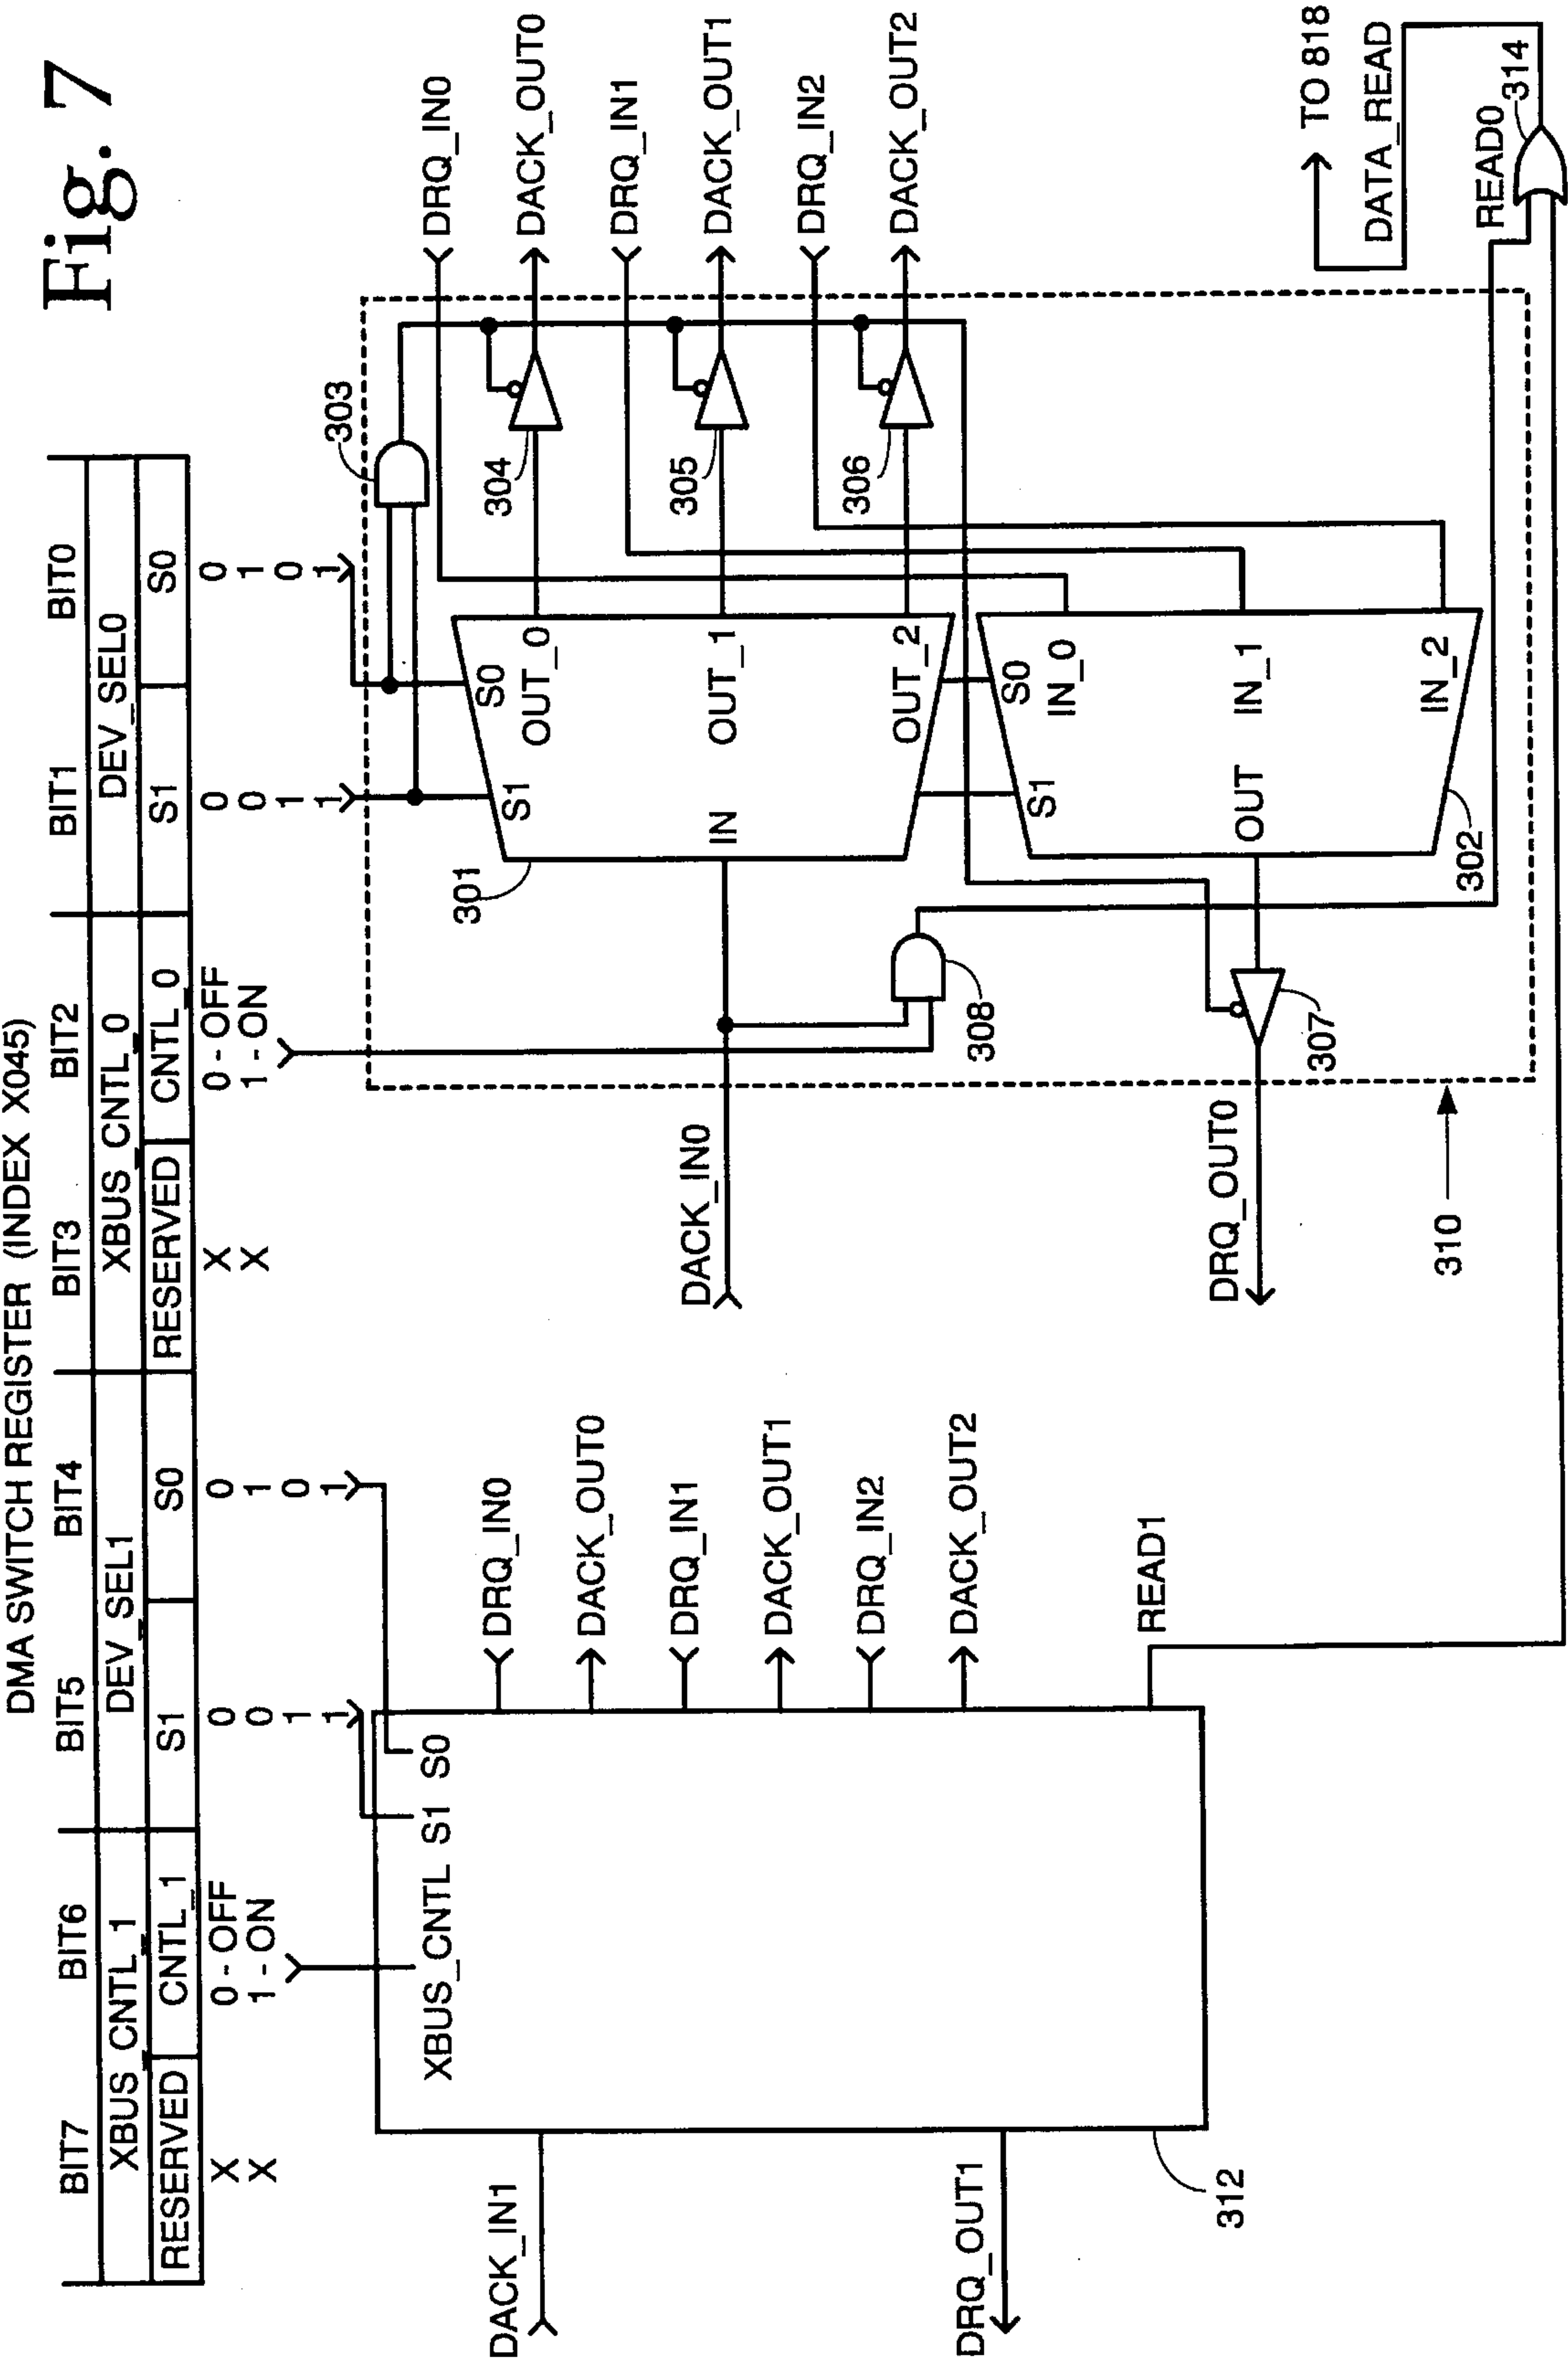 DMA SWITCH REGISTER (INDEX X045)
Fig. 7
BIT7 BIT6 BIT5 BIT4 BIT3 BIT2 BIT1 BIT0
XBUS_CNTL_1 DEV_SEL1 XBUS_CNTL_0 DEV_SEL0
RESERVED CNTL_1 S1 S0 RESERVED CNTL_0 S1 S0
X 0-OFF 0 0 X 0-OFF 0 0
X 1-ON 0 1 X 1-ON 0 1
1 0 1 0
1 1 1 1
303
XBUS_CNTL S1 S0
DACK_IN1
DRQ_OUT1
312
DRQ_IN0
DACK_OUT0
DRQ_IN1
DACK_OUT1
DRQ_IN2
DACK_OUT2
READ1
DACK_IN0
DRQ_OUT0
310
301
S1 S0
IN
OUT_0
OUT_1
OUT_2
304
305
306
308
307
S1 S0
OUT
IN_0
IN_1
IN_2
302
DRQ_IN0
DACK_OUT0
DRQ_IN1
DACK_OUT1
DRQ_IN2
DACK_OUT2
TO 818
DATA_READ
READ0
314